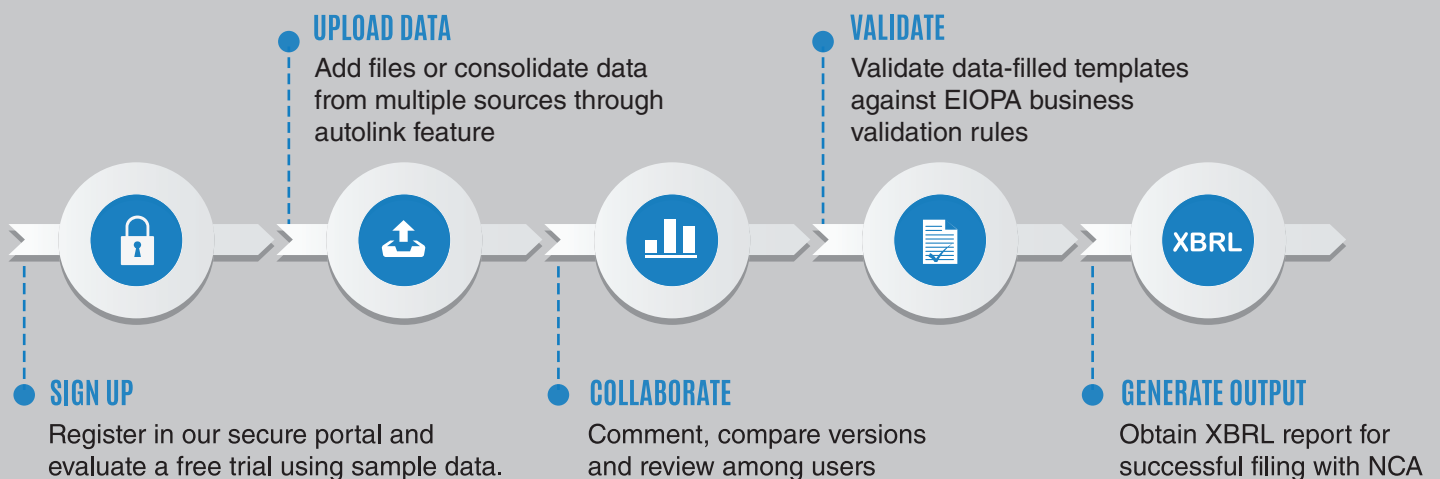 UPLOAD DATA
Add files or consolidate data
from multiple sources through
autolink feature
VALIDATE
Validate data-filled templates
against EIOPA business
validation rules
XBRL
SIGN UP
Register in our secure portal and
evaluate a free trial using sample data.
COLLABORATE
Comment, compare versions
and review among users
GENERATE OUTPUT
Obtain XBRL report for
successful filing with NCA